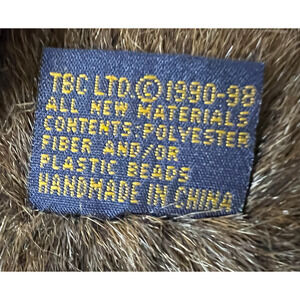 TBC LTD.©1990-98
ALL NEW MATERIALS
CONTENTS:POLYESTER
FIBER AND/OR
PLASTIC BEADS
HANDMADE IN CHINA